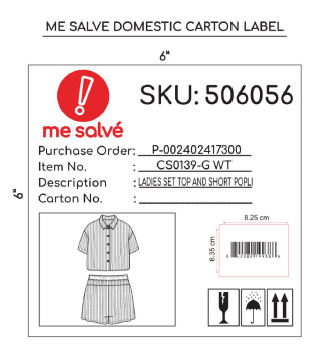 ME SALVE DOMESTIC CARTON LABEL
6"
6"
me salvé
SKU: 506056
Purchase Order: P-002402417300
Item No. : CS0139-G WT
Description : LADIES SET TOP AND SHORT POPLI
Carton No. :
8.25 cm
6.35 cm